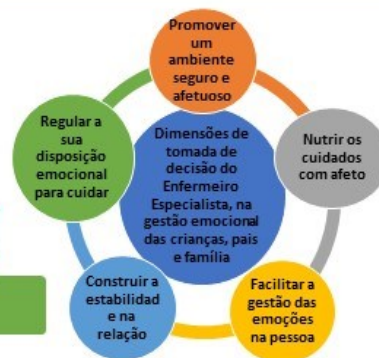 Promover
um
ambiente
seguro e
afetuoso
Regular a
sua
disposição
emocional
para cuidar
Dimensões de
tomada de
decisão do
Enfermeiro
Especialista, na
gestão emocional
das crianças, pais
e família
Nutrir os
cuidados
com afeto
Construir a
estabilidad
e na
relação
Facilitar a
gestão das
emoções
na pessoa